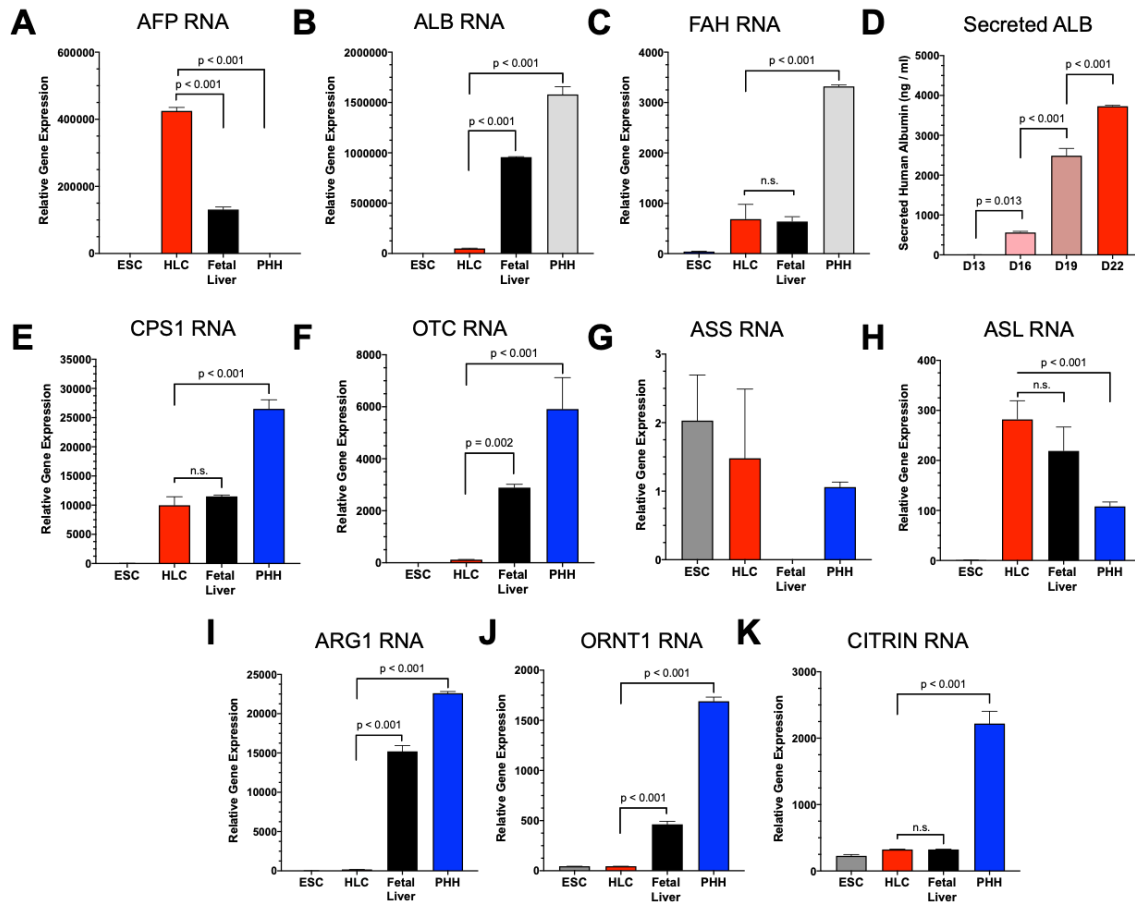 A
AFP RNA
Relative Gene Expression
600000
400000
200000
0
p < 0.001
p < 0.001
ESC
HLC
Fetal
Liver
PHH
B
ALB RNA
Relative Gene Expression
2000000
1500000
1000000
500000
0
p < 0.001
p < 0.001
ESC
HLC
Fetal
Liver
PHH
C
FAH RNA
Relative Gene Expression
4000
3000
2000
1000
0
p < 0.001
n.s.
ESC
HLC
Fetal
Liver
PHH
D
Secreted ALB
Secreted Human Albumin (ng / ml)
5000
4000
3000
2000
1000
0
p < 0.001
p < 0.001
p = 0.013
D13
D16
D19
D22
E
CPS1 RNA
Relative Gene Expression
35000
30000
25000
20000
15000
10000
5000
0
p < 0.001
n.s.
ESC
HLC
Fetal
Liver
PHH
F
OTC RNA
Relative Gene Expression
8000
6000
4000
2000
0
p < 0.001
p = 0.002
ESC
HLC
Fetal
Liver
PHH
G
ASS RNA
Relative Gene Expression
3
2
1
0
ESC
HLC
Fetal
Liver
PHH
H
ASL RNA
Relative Gene Expression
400
300
200
100
0
p < 0.001
n.s.
ESC
HLC
Fetal
Liver
PHH
I
ARG1 RNA
Relative Gene Expression
25000
20000
15000
10000
5000
0
p < 0.001
p < 0.001
ESC
HLC
Fetal
Liver
PHH
J
ORNT1 RNA
Relative Gene Expression
2000
1500
1000
500
0
p < 0.001
p < 0.001
ESC
HLC
Fetal
Liver
PHH
K
CITRIN RNA
Relative Gene Expression
3000
2000
1000
0
p < 0.001
n.s.
ESC
HLC
Fetal
Liver
PHH